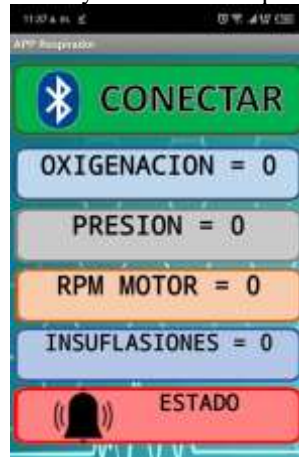 APP Respirador
CONECTAR
OXIGENACION = 0
PRESION = 0
RPM MOTOR = 0
INSUFLASIONES = 0
ESTADO